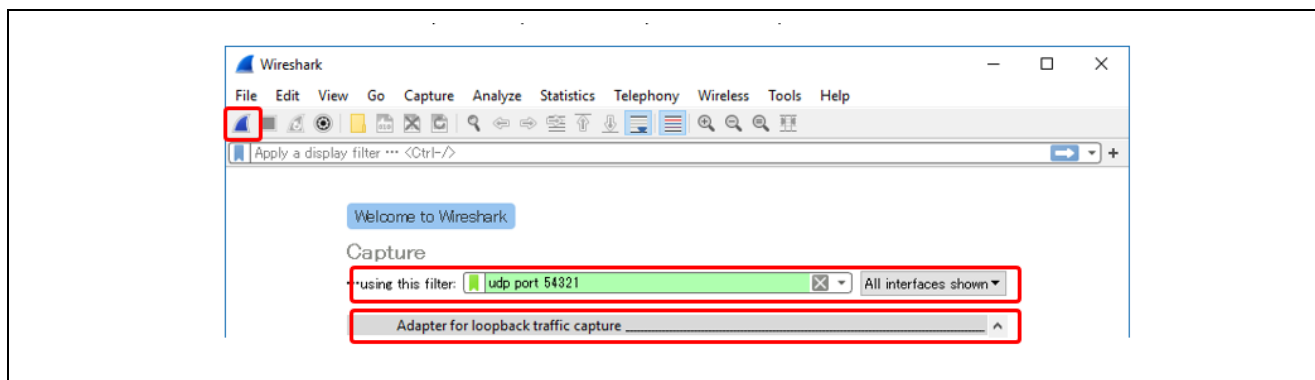 Wireshark
File Edit View Go Capture Analyze Statistics Telephony Wireless Tools Help
Apply a display filter ··· <Ctrl-/>
Welcome to Wireshark
Capture
···using this filter: udp port 54321 All interfaces shown
Adapter for loopback traffic capture